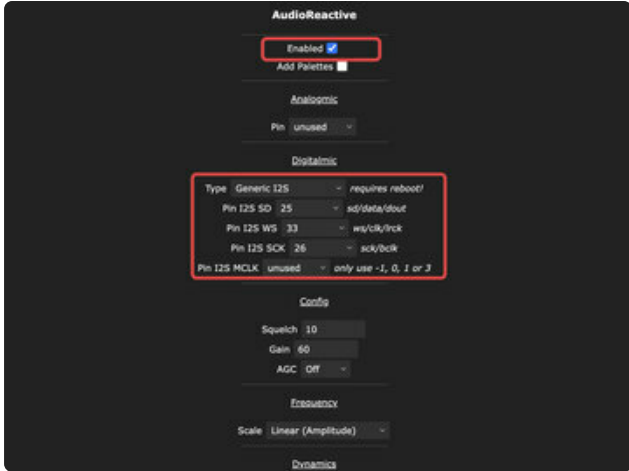 AudioReactive
Enabled
Add Palettes
Analogmic
Pin unused
Digitalmic
Type Generic I2S requires reboot!
Pin I2S SD 25 sd/data/dout
Pin I2S WS 33 ws/clk/lrck
Pin I2S SCK 26 sck/bclk
Pin I2S MCLK unused only use -1, 0, 1 or 3
Config
Squelch 10
Gain 60
AGC Off
Frequency
Scale Linear (Amplitude)
Dynamics